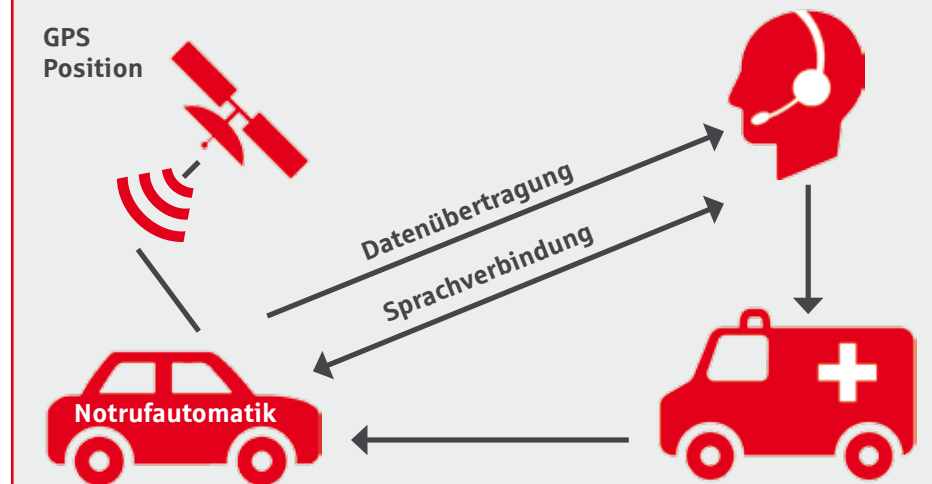 GPS
Position
Datenübertragung
Sprachverbindung
Notrufautomatik